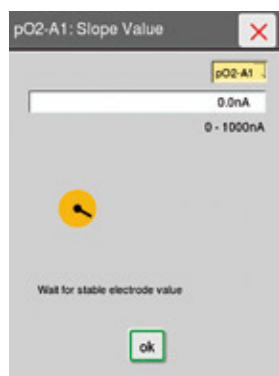 pO2-A1: Slope Value
pO2-A1
0.0nA
0 - 1000nA
Wait for stable electrode value
ok